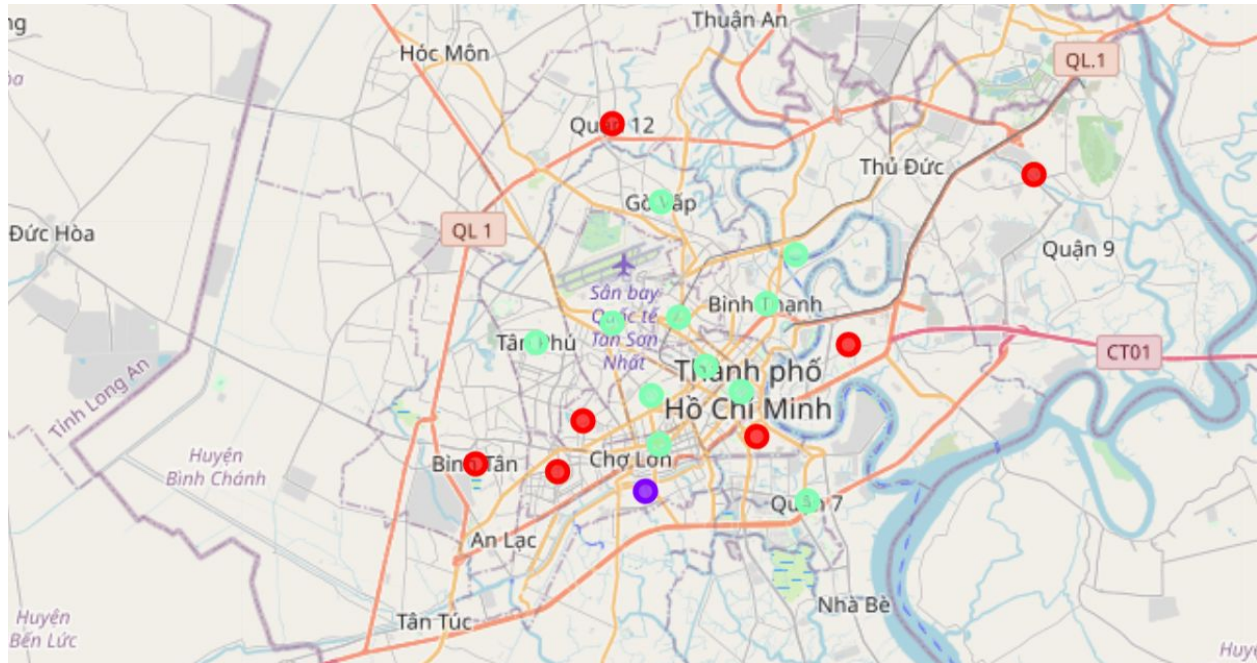 ng
Thuận An
Hóc Môn
QL.1
Quận 12
Thủ Đức
Gò Vấp
QL 1
Đức Hòa
Quận 9
Sân bay
Quốc tế
Tân Sơn
Nhất
Bình Thạnh
Tân Phú
CT01
Thành phố
Hồ Chí Minh
Tỉnh Long An
Huyện
Bình Chánh
Bình Tân
Chợ Lớn
Quận 7
An Lạc
Nhà Bè
Tân Túc
Huyện
Bến Lức
Huy